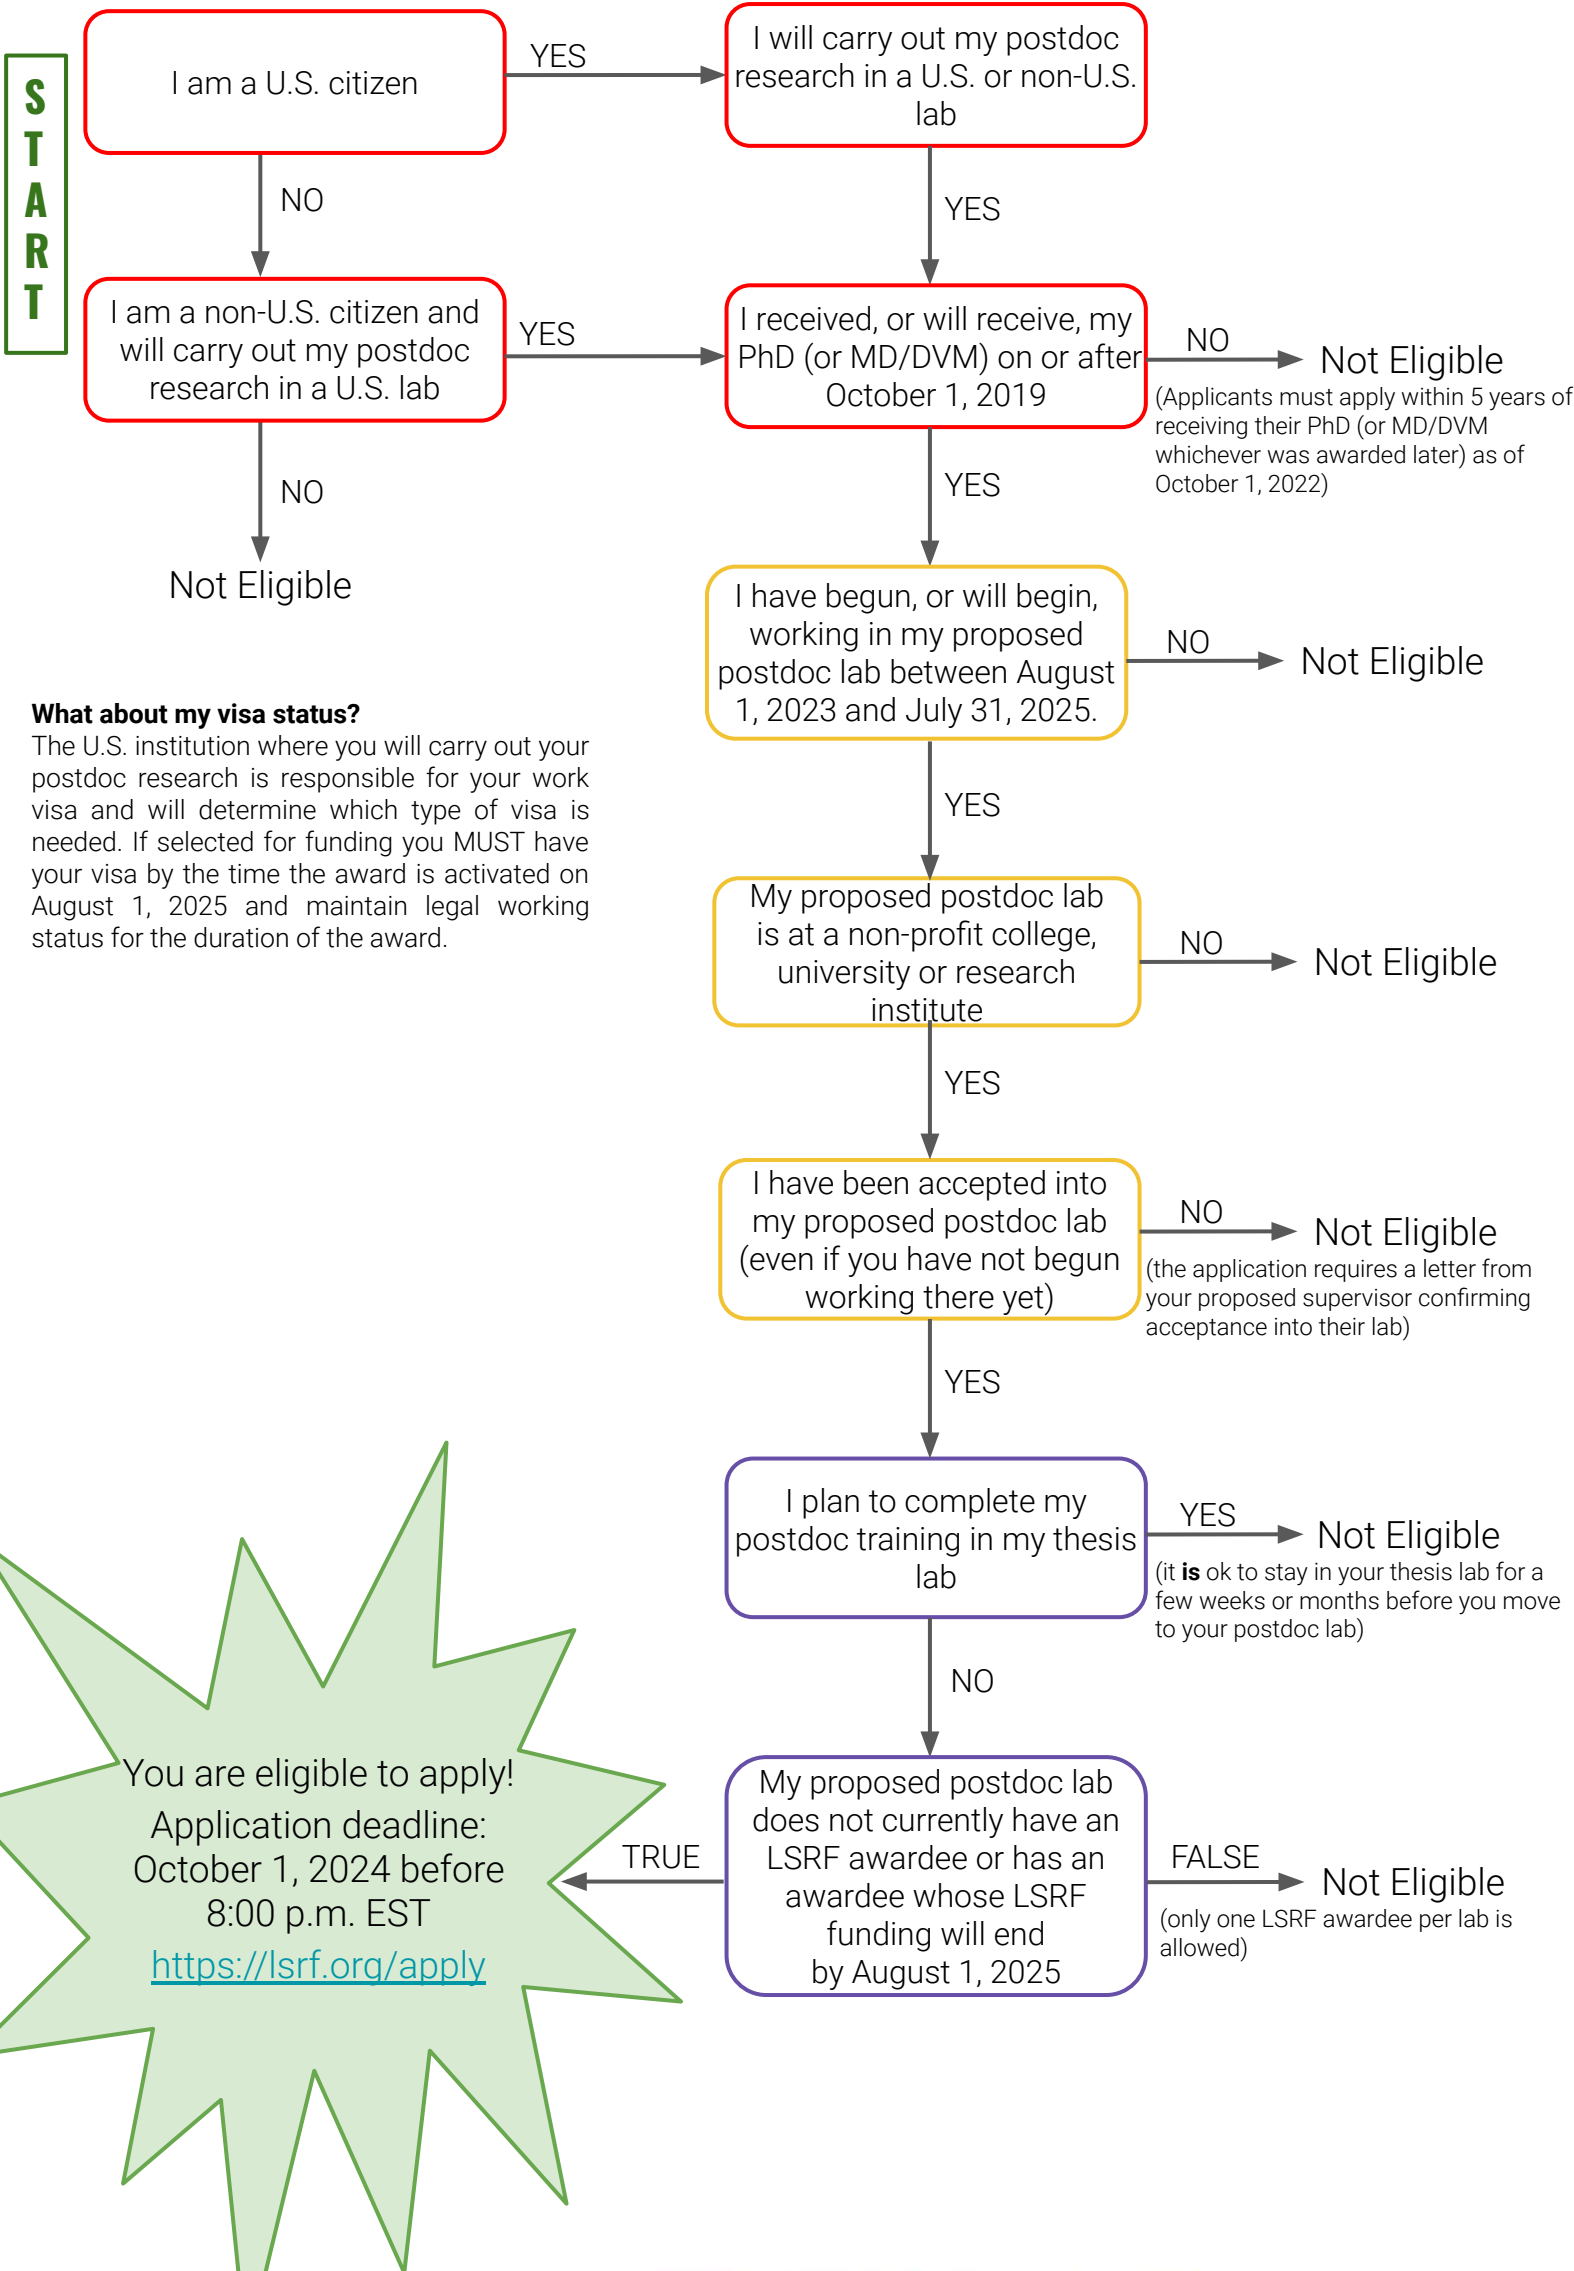 START
I am a U.S. citizen
YES
I will carry out my postdoc
research in a U.S. or non-U.S.
lab
NO
YES
I am a non-U.S. citizen and
will carry out my postdoc
research in a U.S. lab
YES
I received, or will receive, my
PhD (or MD/DVM) on or after
October 1, 2019
NO
Not Eligible
(Applicants must apply within 5 years of
receiving their PhD (or MD/DVM
whichever was awarded later) as of
October 1, 2022)
NO
Not Eligible
YES
I have begun, or will begin,
working in my proposed
postdoc lab between August
1, 2023 and July 31, 2025.
NO
Not Eligible
What about my visa status?
The U.S. institution where you will carry out your
postdoc research is responsible for your work
visa and will determine which type of visa is
needed. If selected for funding you MUST have
your visa by the time the award is activated on
August 1, 2025 and maintain legal working
status for the duration of the award.
YES
My proposed postdoc lab
is at a non-profit college,
university or research
institute
NO
Not Eligible
YES
I have been accepted into
my proposed postdoc lab
(even if you have not begun
working there yet)
NO
Not Eligible
(the application requires a letter from
your proposed supervisor confirming
acceptance into their lab)
YES
I plan to complete my
postdoc training in my thesis
lab
YES
Not Eligible
(it is ok to stay in your thesis lab for a
few weeks or months before you move
to your postdoc lab)
NO
My proposed postdoc lab
does not currently have an
LSRF awardee or has an
awardee whose LSRF
funding will end
by August 1, 2025
FALSE
Not Eligible
(only one LSRF awardee per lab is
allowed)
TRUE
You are eligible to apply!
Application deadline:
October 1, 2024 before
8:00 p.m. EST
https://lsrf.org/apply